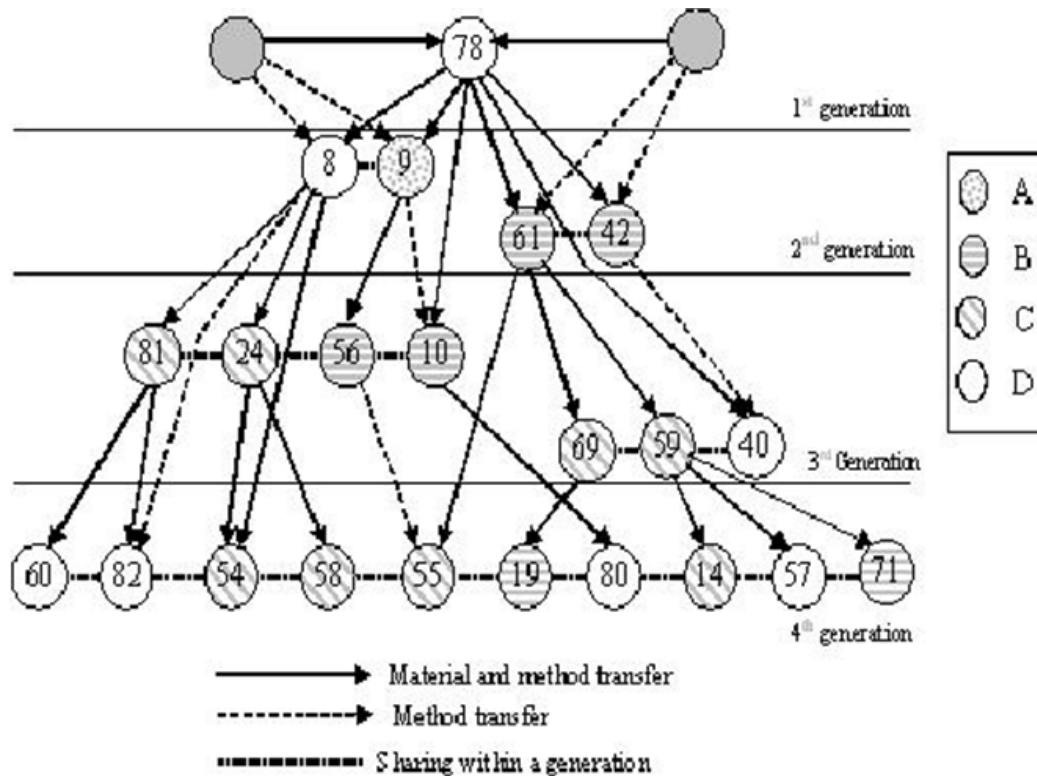 78
1st generation
8 9
A
61 42
B
2nd generation
C
81 24 56 10
D
69 59 40
3rd Generation
60 82 54 58 55 19 80 14 57 71
4th generation
Material and method transfer
Method transfer
Sharing within a generation